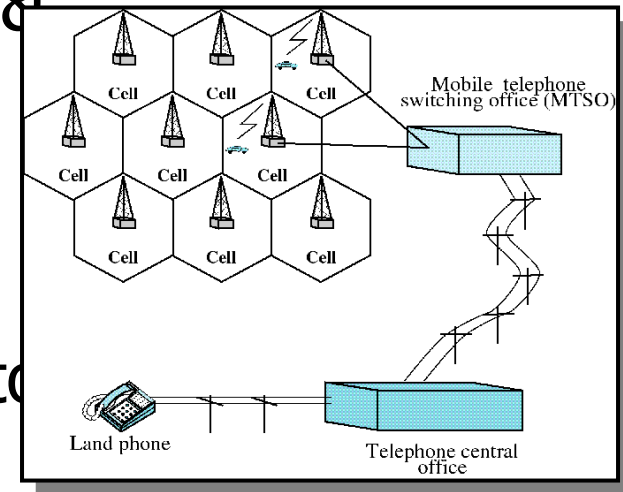 &
Cell Cell Cell
Mobile telephone
switching office (MTSO)
Cell Cell Cell
Cell Cell Cell
to
Land phone
Telephone central
office